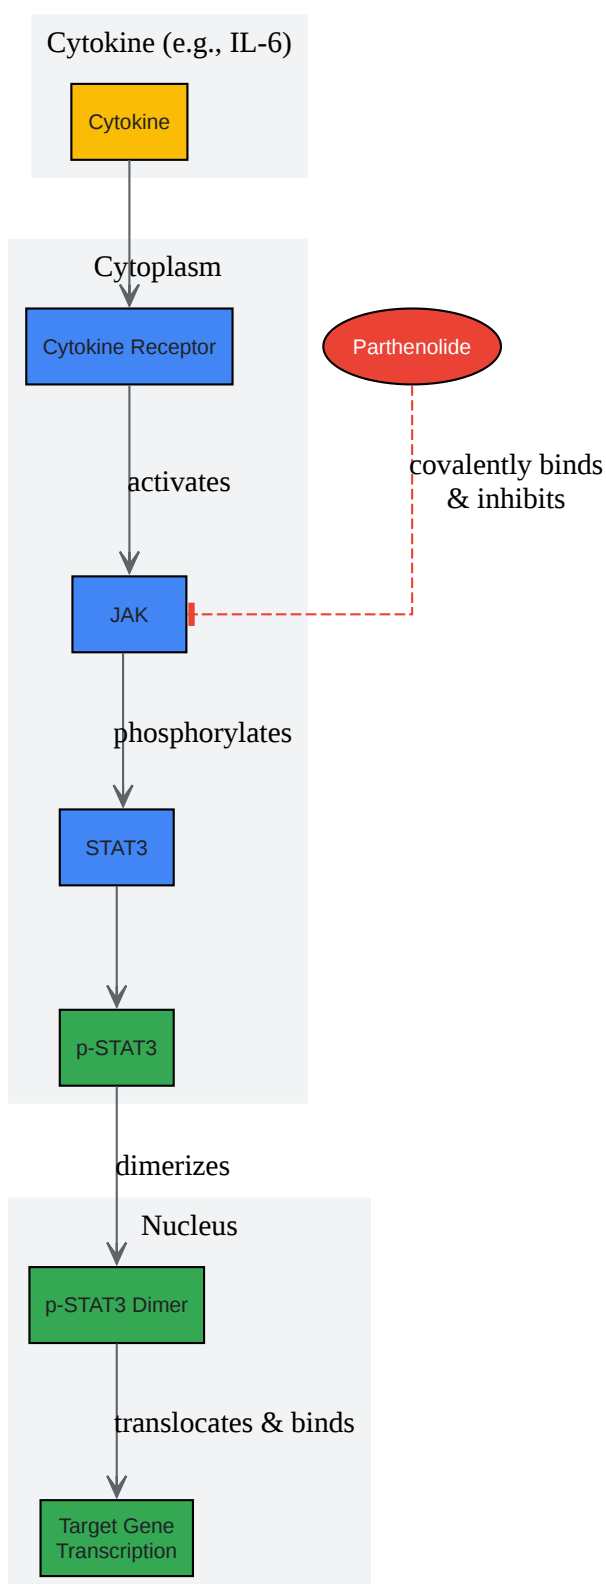 Cytokine (e.g., IL-6)
Cytokine
Cytoplasm
Cytokine Receptor
Parthenolide
covalently binds
& inhibits
activates
JAK
phosphorylates
STAT3
p-STAT3
dimerizes
Nucleus
p-STAT3 Dimer
translocates & binds
Target Gene
Transcription